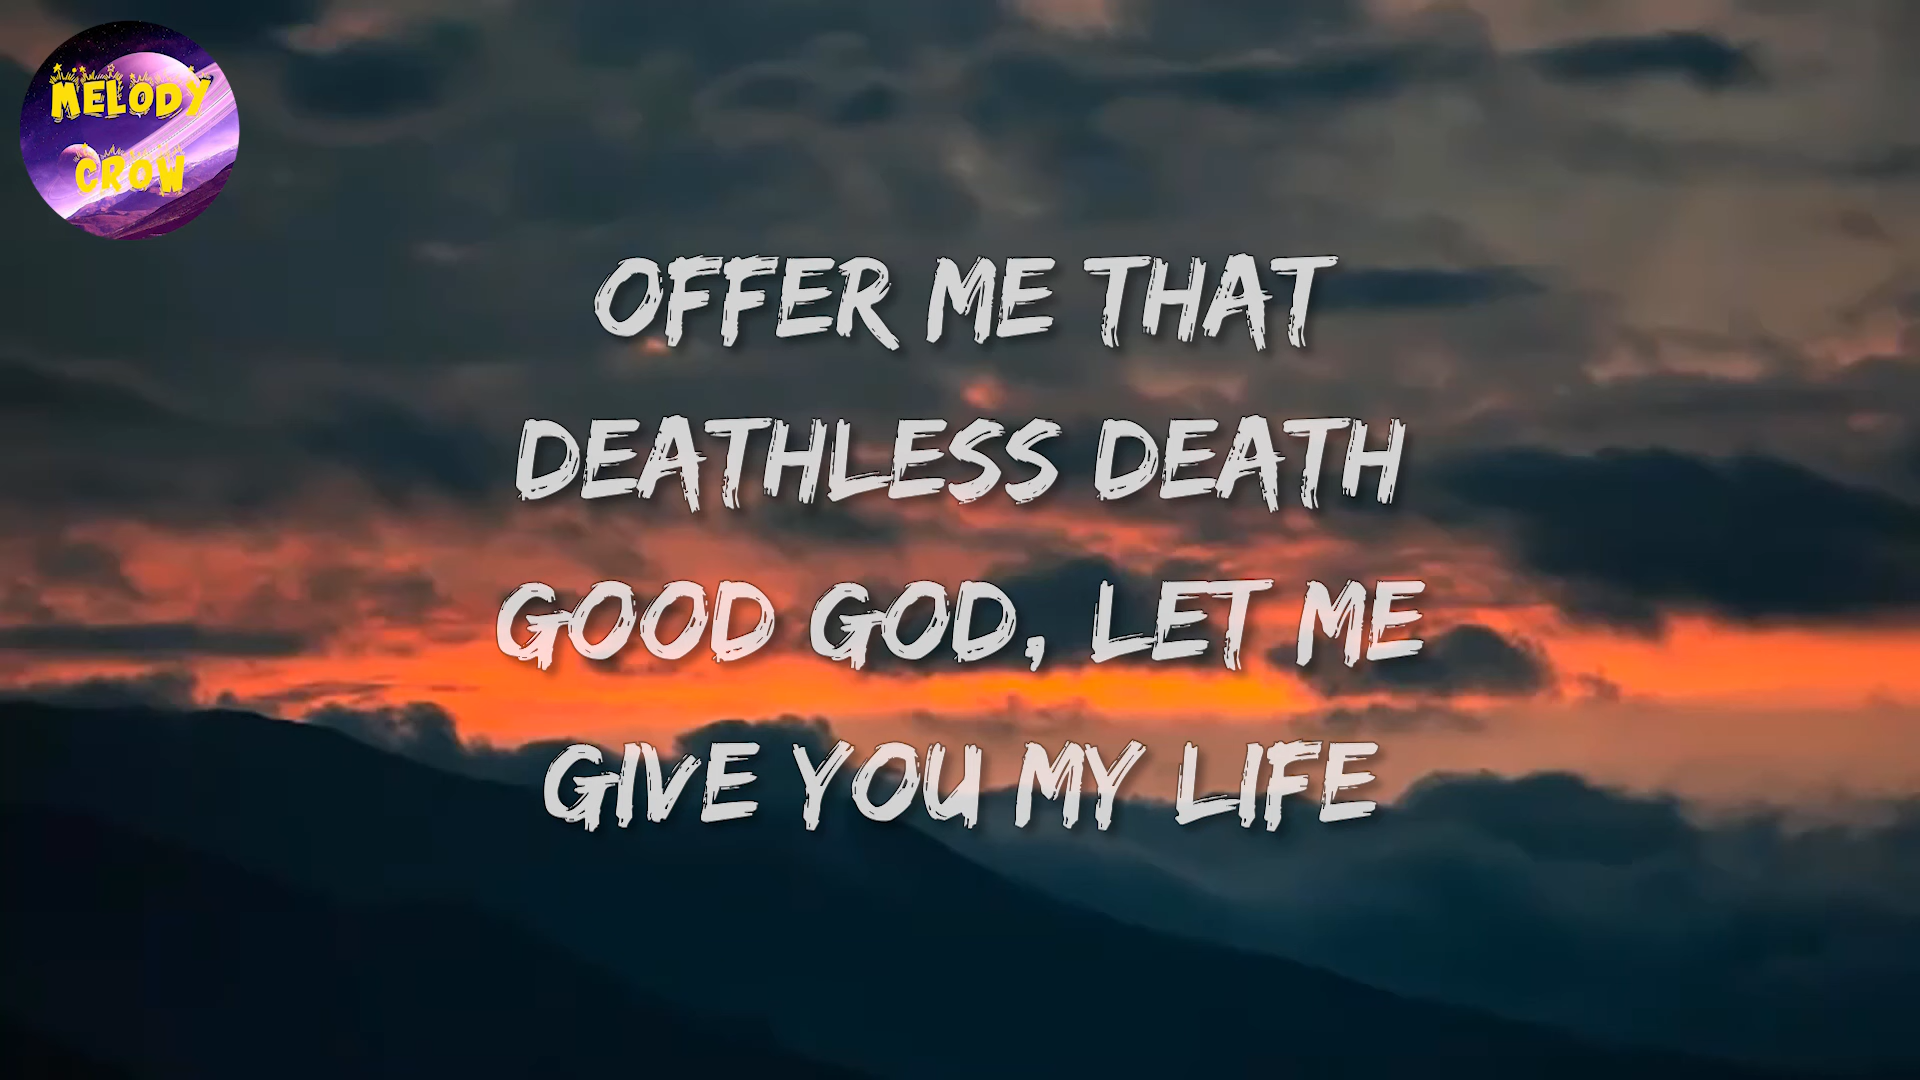 MELODY
CROW
OFFER ME THAT
DEATHLESS DEATH
GOOD GOD, LET ME
GIVE YOU MY LIFE